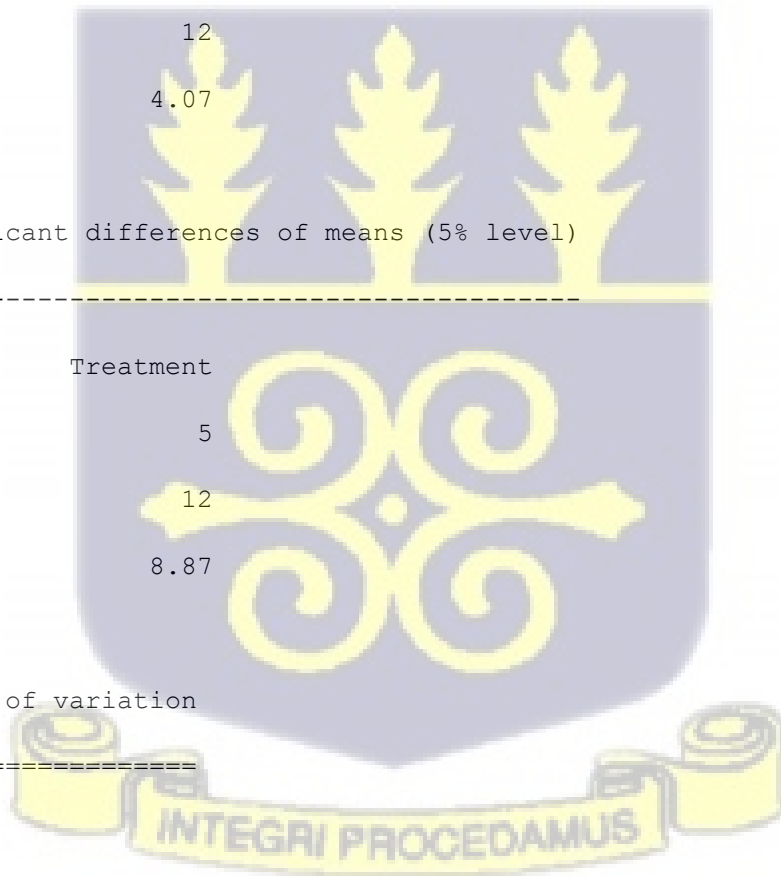 12
4.07
icant differences of means (5% level)
-------------------------------------
Treatment
5
12
8.87
of variation
=============
INTEGRI PROCEDAMUS